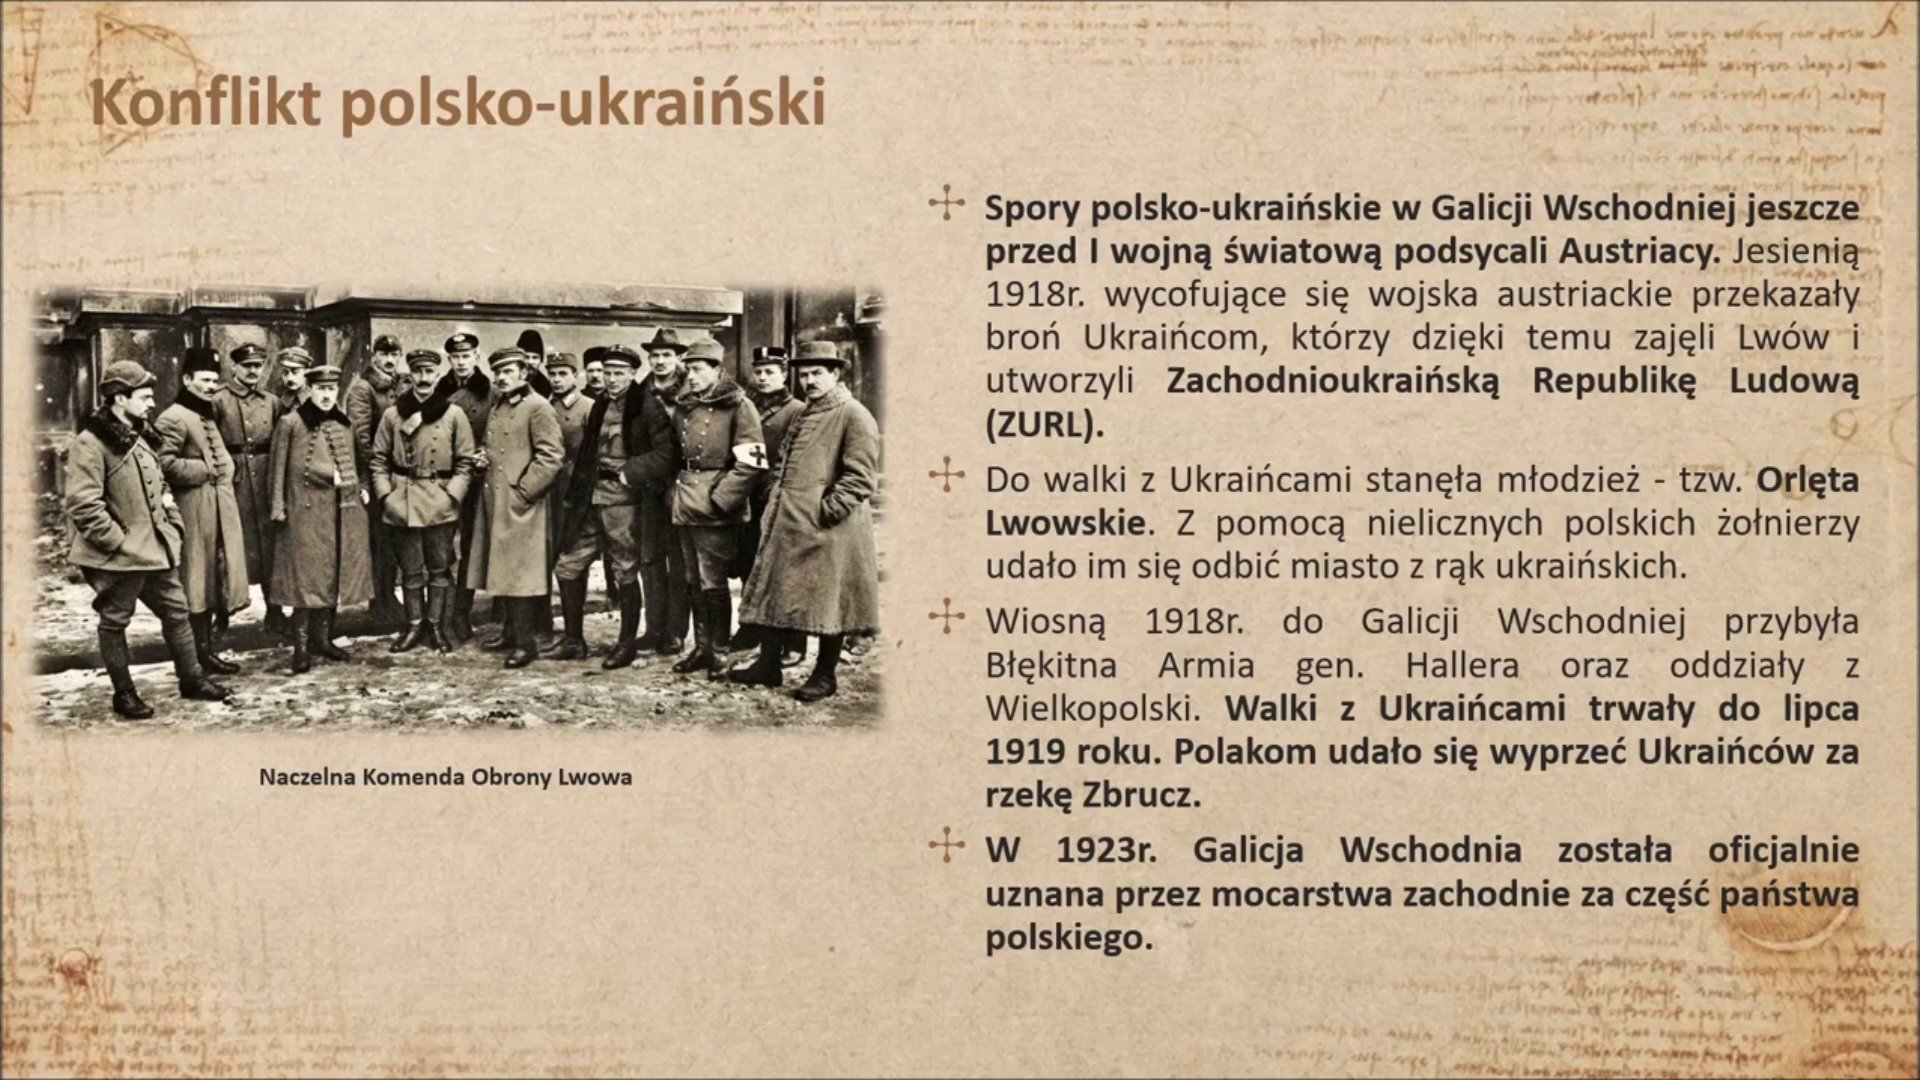 Konflikt polsko-ukraiński
Spory polsko-ukraińskie w Galicji Wschodniej jeszcze
przed I wojną światową podsycali Austriacy. Jesienią
1918r. wycofujące się wojska austriackie przekazały
broń Ukraińcom, którzy dzięki temu zajęli Lwów i
utworzyli Zachodnioukraińską Republikę Ludową
(ZURL).
Do walki z Ukraińcami stanęła młodzież - tzw. Orlęta
Lwowskie. Z pomocą nielicznych polskich żołnierzy
udało im się odbić miasto z rąk ukraińskich.
Wiosną 1918r. do Galicji Wschodniej przybyła
Błękitna Armia gen. Hallera oraz oddziały z
Wielkopolski. Walki z Ukraińcami trwały do lipca
1919 roku. Polakom udało się wyprzeć Ukraińców za
rzekę Zbrucz.
W 1923r. Galicja Wschodnia została oficjalnie
uznana przez mocarstwa zachodnie za część państwa
polskiego.
Naczelna Komenda Obrony Lwowa